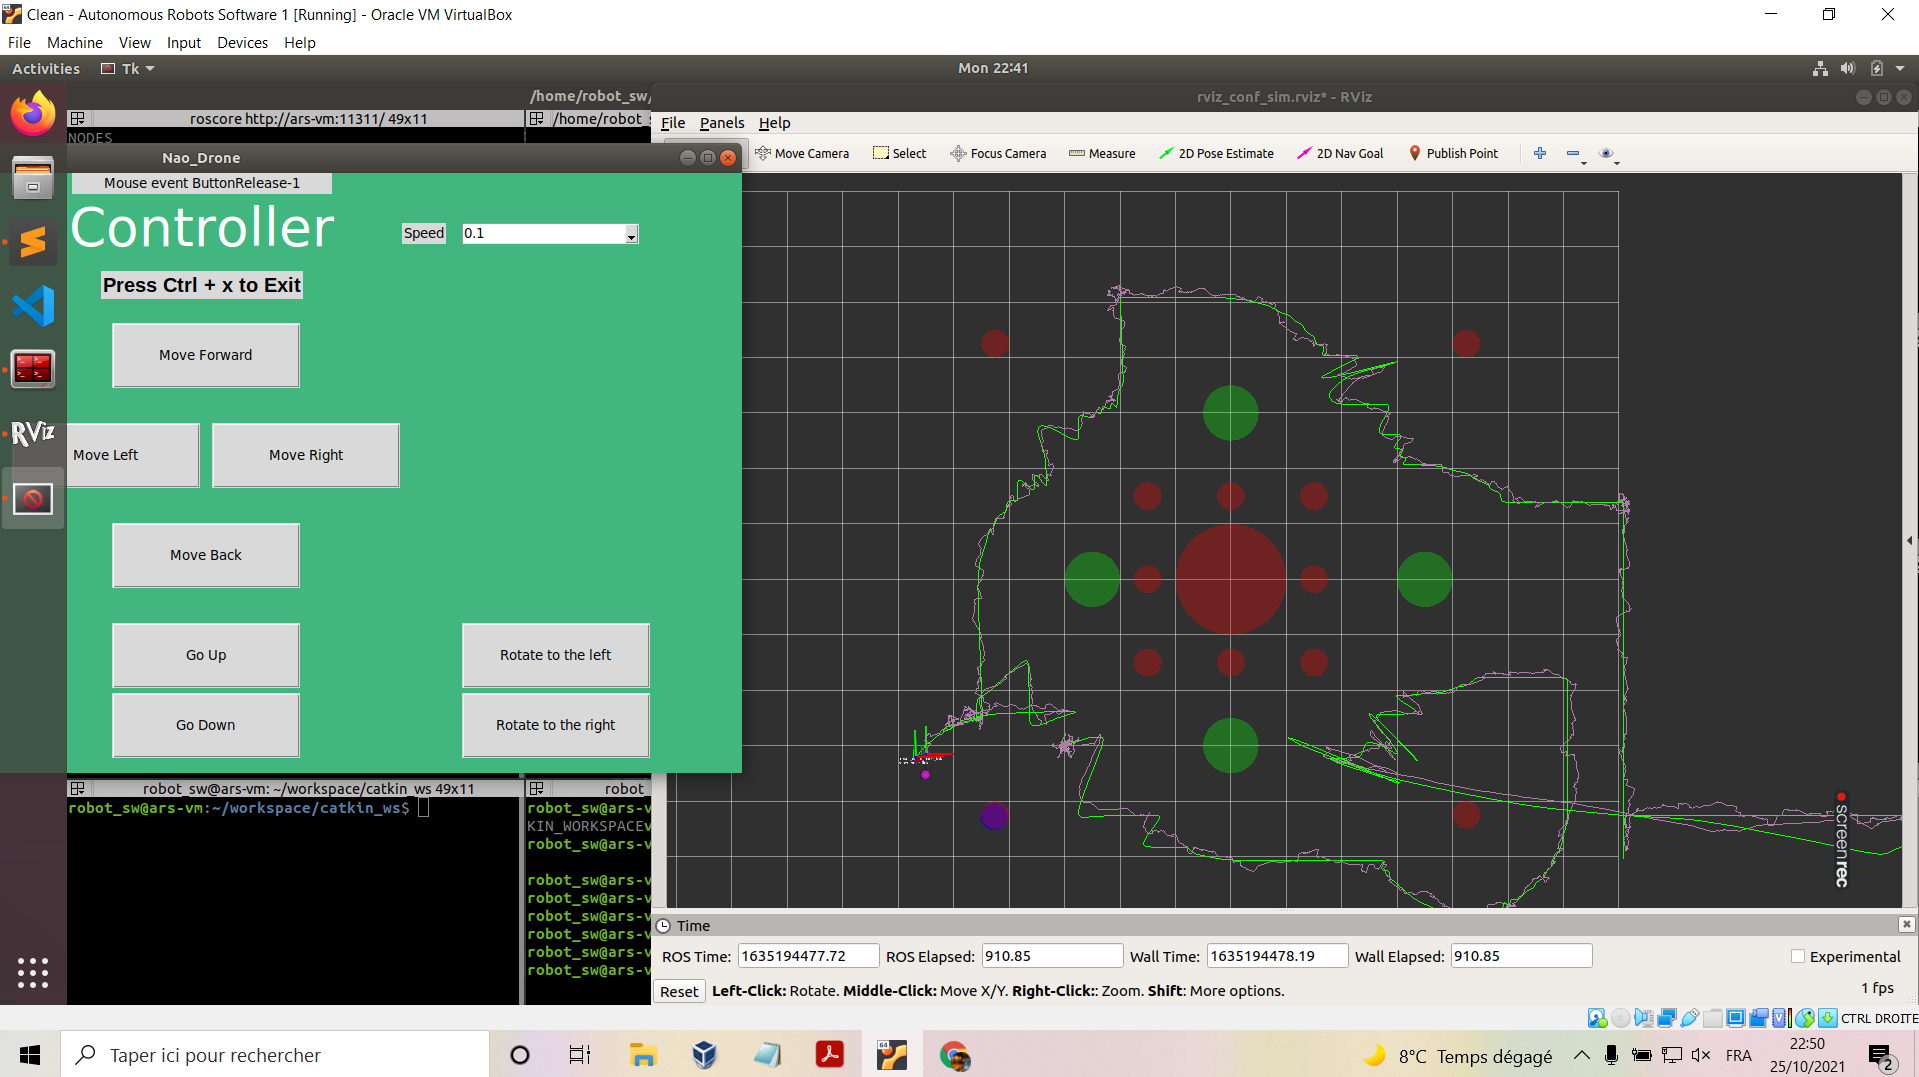 Clean - Autonomous Robots Software 1 [Running] - Oracle VM VirtualBox
File Machine View Input Devices Help
Activities Tk Mon 22:41
/home/robot_sw/
rviz_conf_sim.rviz* - RViz
roscore http://ars-vm:11311/ 49x11
/home/robot_s
NODES
File Panels Help
Nao_Drone
Move Camera Select Focus Camera Measure 2D Pose Estimate 2D Nav Goal Publish Point
Mouse event ButtonRelease-1
Controller
Speed 0.1
Press Ctrl + x to Exit
Move Forward
RViz
Move Left
Move Right
Move Back
Go Up
Rotate to the left
Go Down
Rotate to the right
robot_sw@ars-vm: ~/workspace/catkin_ws 49x11
robot
robot_sw@ars-vm:~/workspace/catkin_ws$
robot_sw@ars-v
KIN_WORKSPACEv
robot_sw@ars-v
robot_sw@ars-v
robot_sw@ars-v
robot_sw@ars-v
robot_sw@ars-v
robot_sw@ars-v
robot_sw@ars-v
screenrec
Time
ROS Time: 1635194477.72 ROS Elapsed: 910.85 Wall Time: 1635194478.19 Wall Elapsed: 910.85 Experimental
Reset Left-Click: Rotate. Middle-Click: Move X/Y. Right-Click:: Zoom. Shift: More options. 1 fps
CTRL DROITE
Taper ici pour rechercher
64
8°C Temps dégagé
FRA
22:50
25/10/2021
2